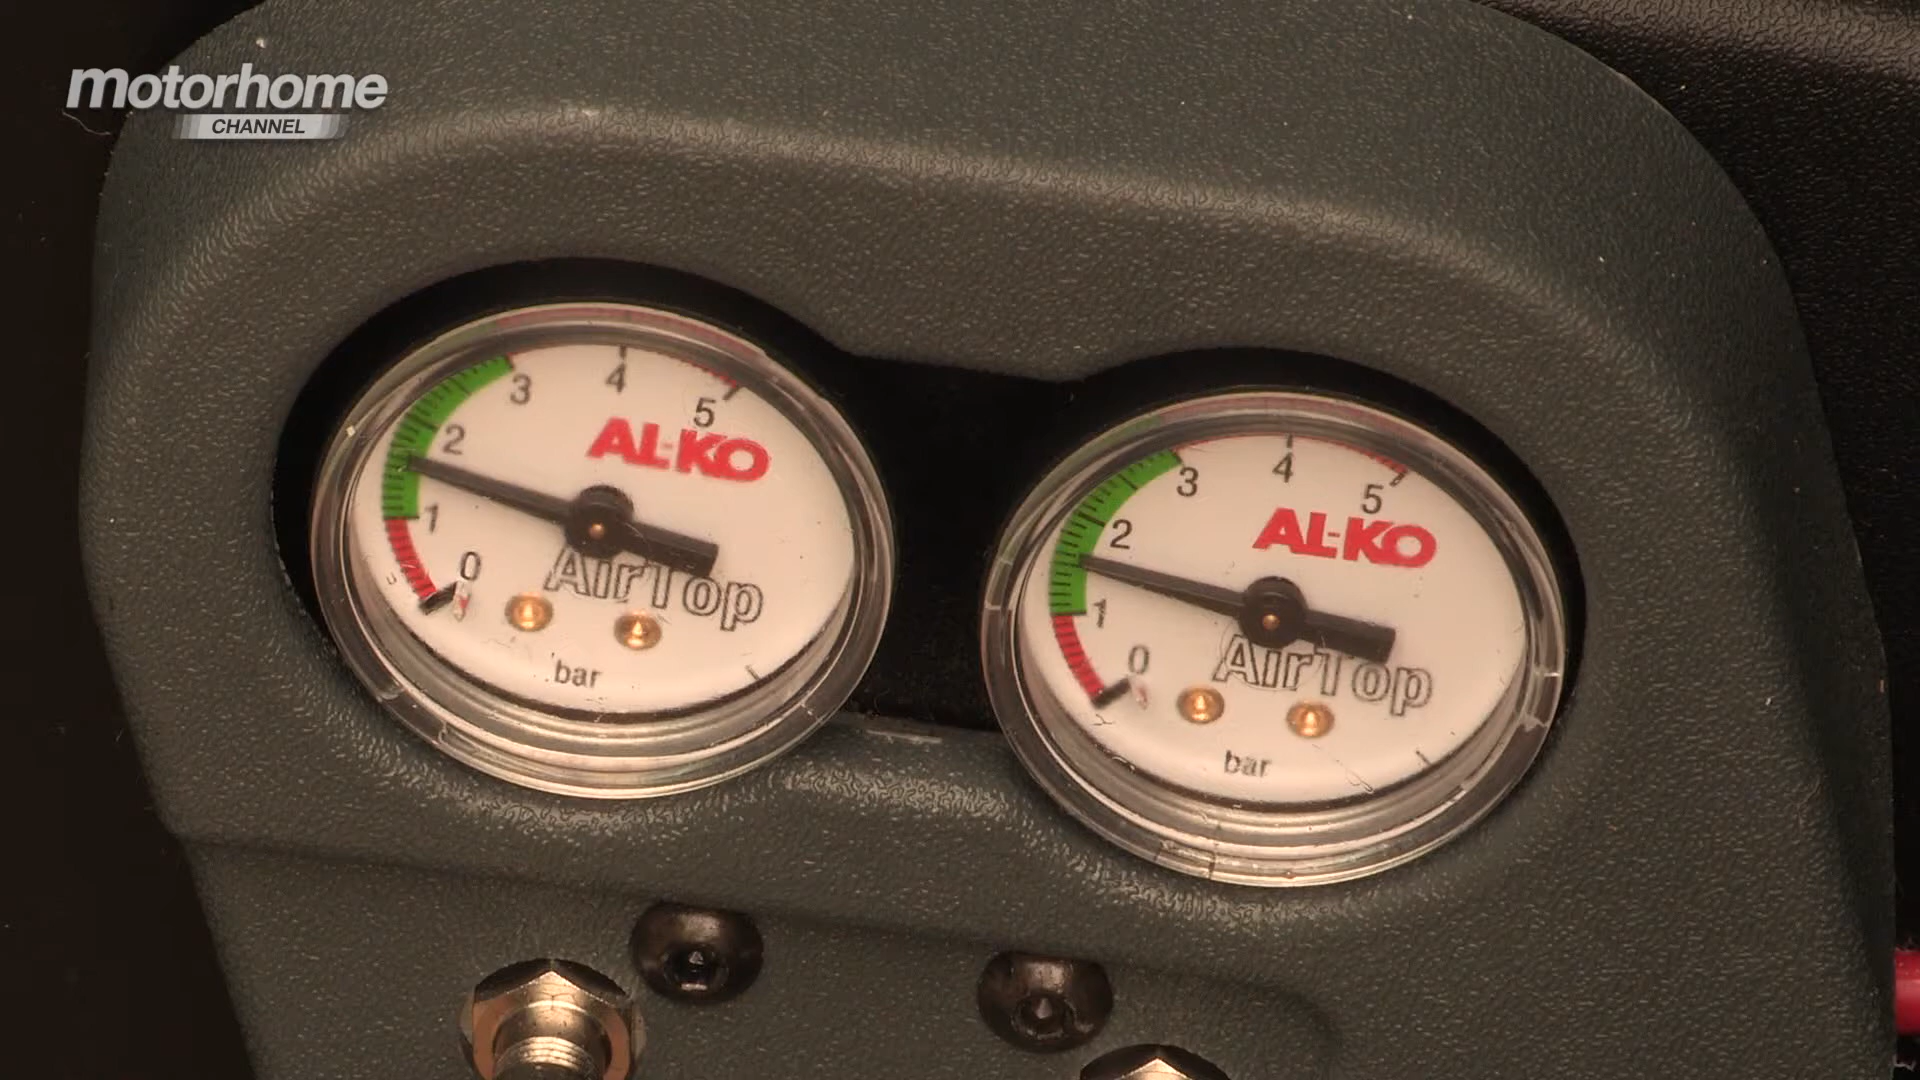 motorhome
CHANNEL
0 1 2 3 4 5
AL-KO
AirTop
bar
0 1 2 3 4 5
AL-KO
AirTop
bar